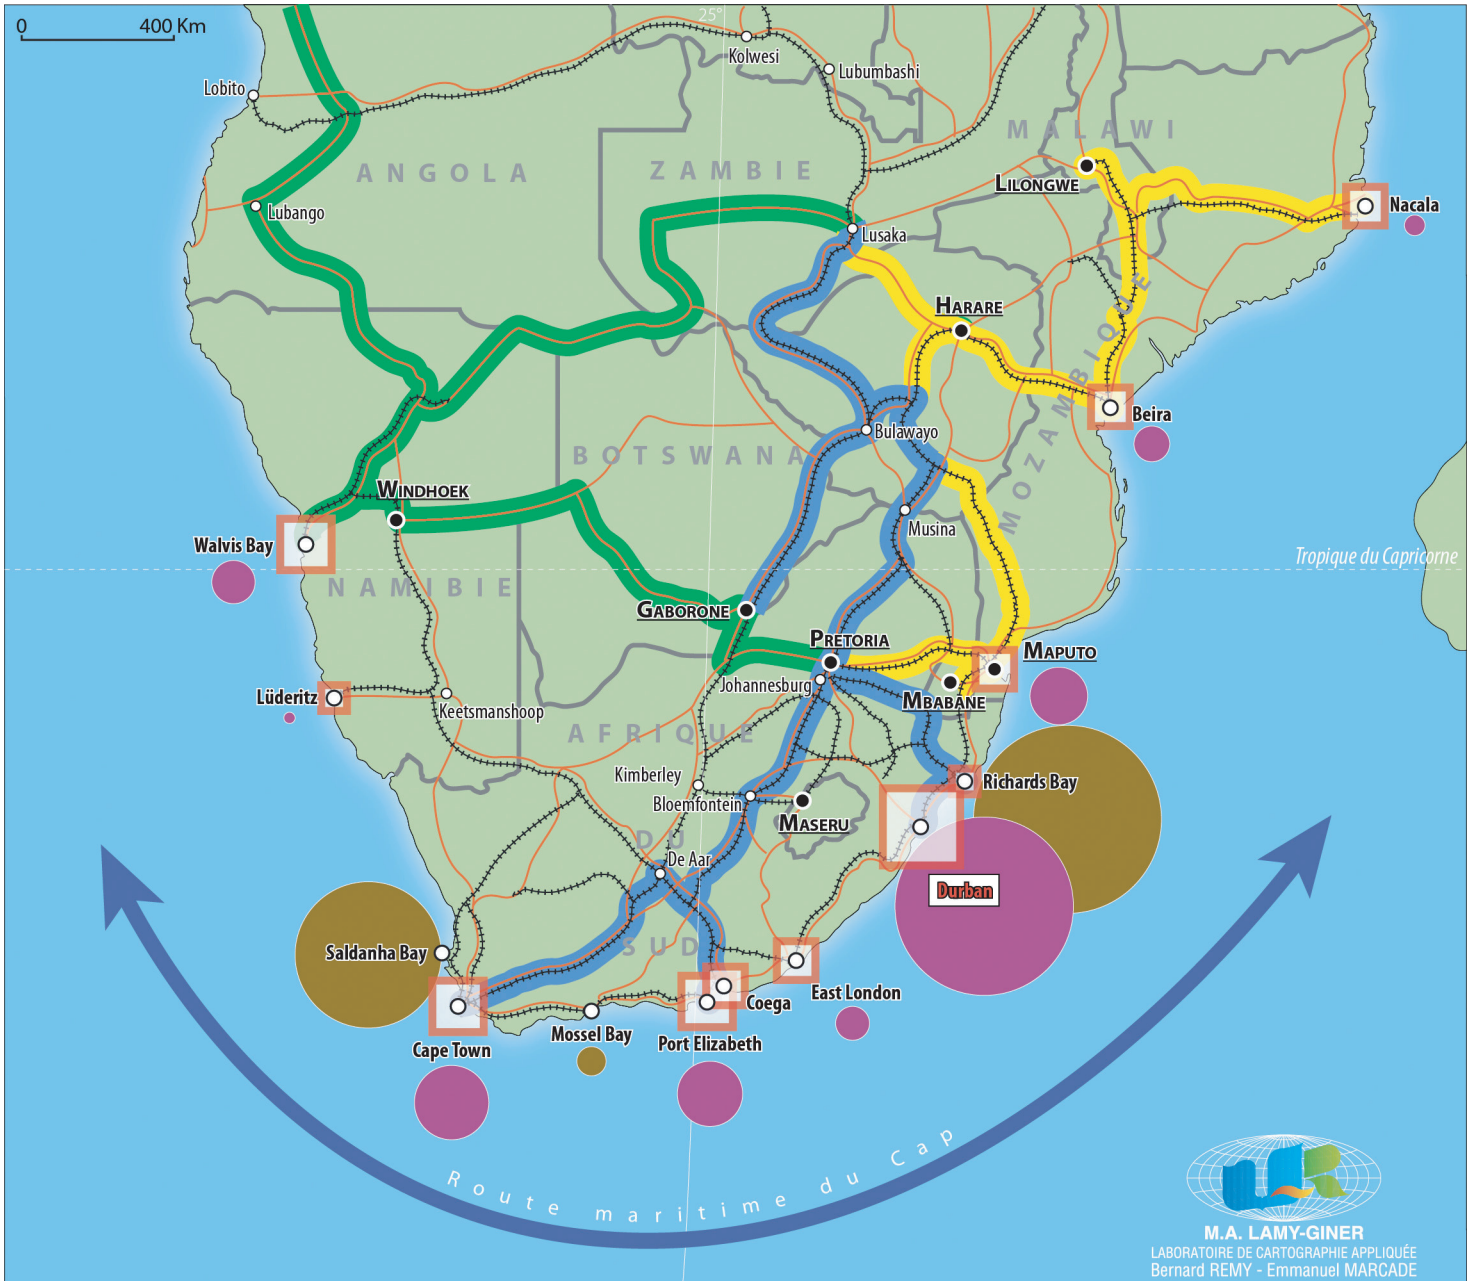 0 400 Km
25°
Kolwesi
Lubumbashi
Lobito
MALAWI
ANGOLA
ZAMBIE
LILONGWE
Nacala
Lubango
Lusaka
HARARE
MOZAMBIQUE
Beira
Bulawayo
BOTSWANA
WINDHOEK
Musina
Walvis Bay
Tropique du Capricorne
NAMIBIE
GABORONE
PRETORIA
MAPUTO
Johannesburg
MBABANE
Lüderitz
Keetsmanshoop
AFRIQUE
Kimberley
Richards Bay
Bloemfontein
MASERU
DU
De Aar
Durban
SUD
Saldanha Bay
East London
Coega
Mossel Bay
Port Elizabeth
Cape Town
Route maritime du Cap
M.A. LAMY-GINER
LABORATOIRE DE CARTOGRAPHIE APPLIQUÉE
Bernard REMY - Emmanuel MARCADE